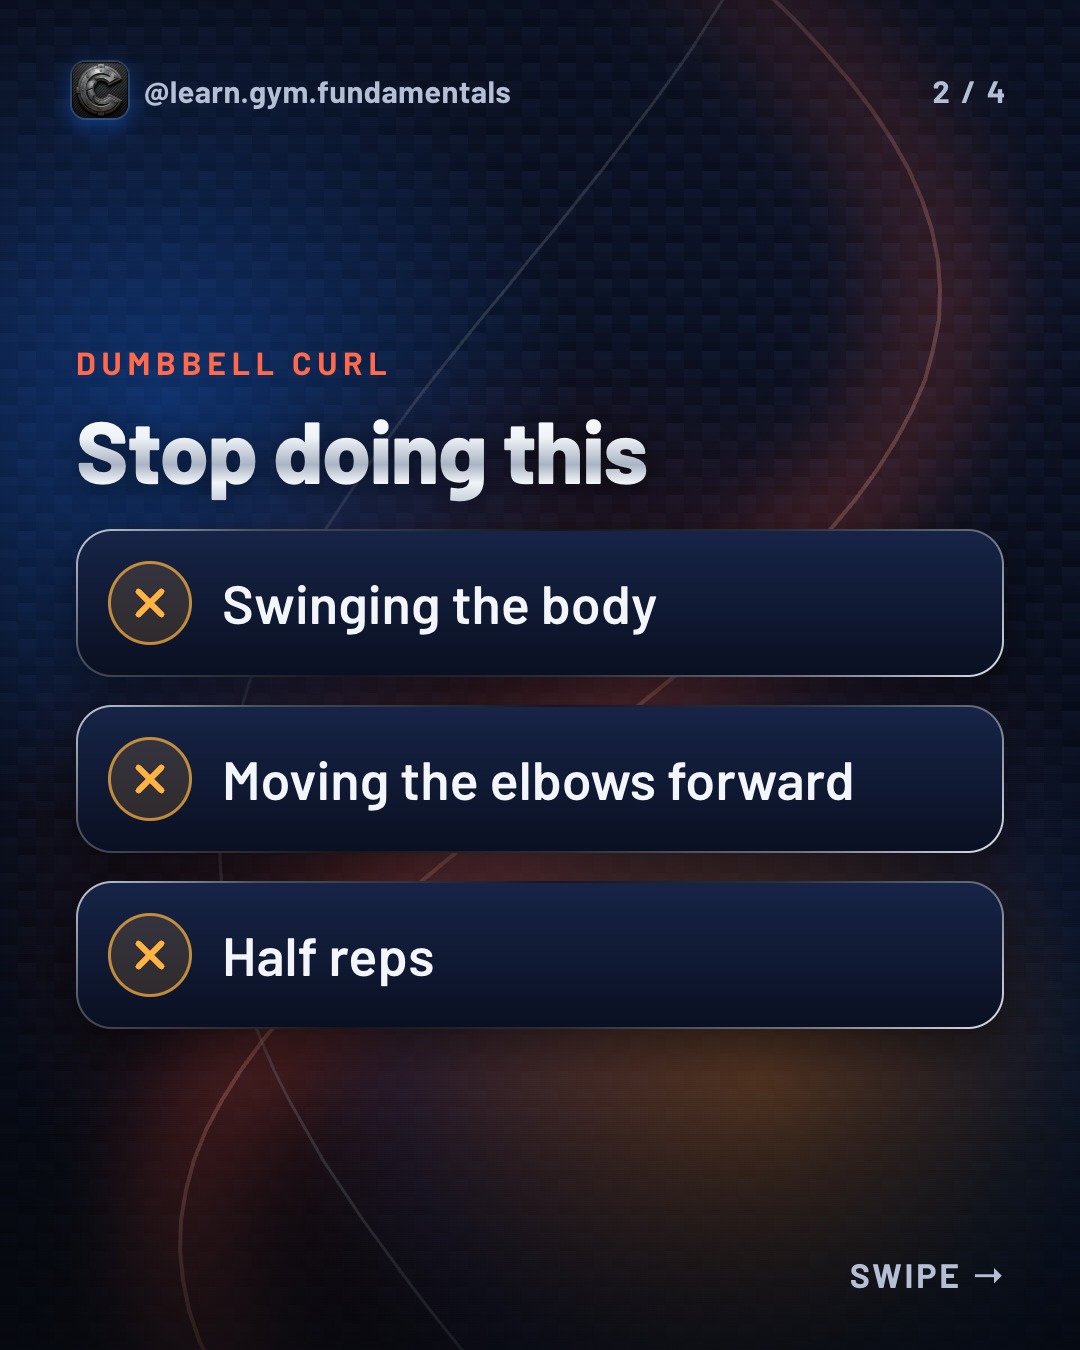 @learn.gym.fundamentals
2 / 4
DUMBBELL CURL
Stop doing this
Swinging the body
Moving the elbows forward
Half reps
SWIPE →